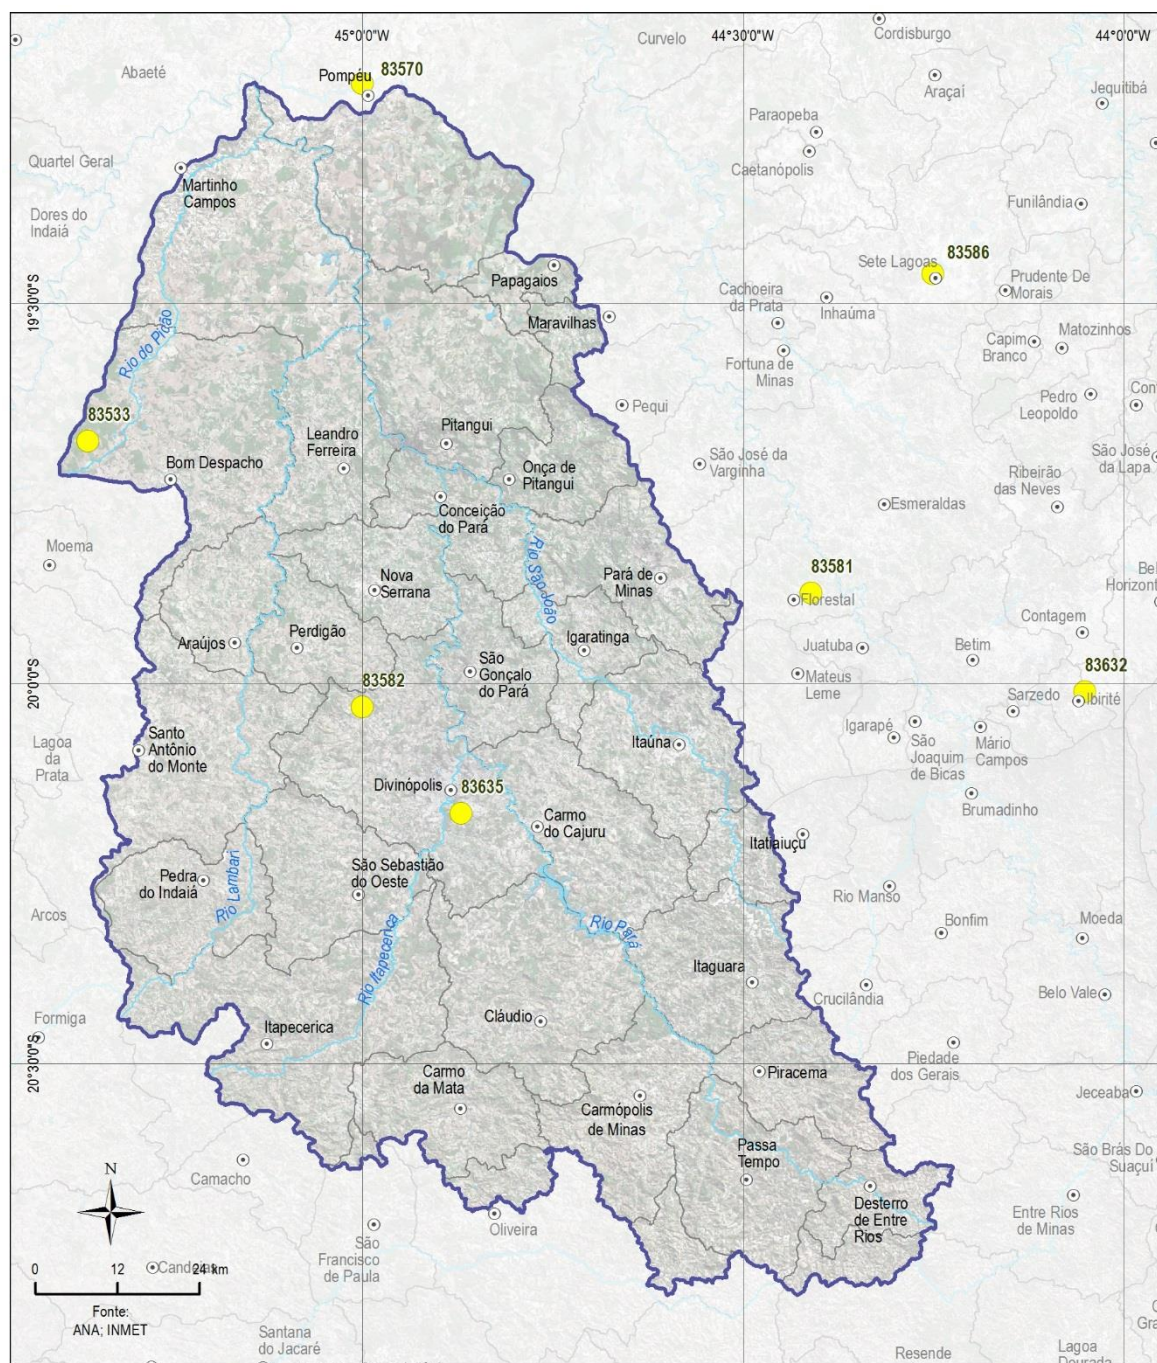 45°0'0"W
44°30'0"W
44°0'0"W
Cordisburgo
Curvelo
Abaeté
Pompéu
83570
Araçaí
Jequitibá
Paraopeba
Caetanópolis
Quartel Geral
Martinho
Campos
Funilândia
Dores do
Indaiá
83586
Sete Lagoas
Papagaios
Prudente De
Morais
Cachoeira
da Prata
19°30'0"S
Inhaúma
Maravilhas
Rio do Picão
Capim
Branco
Matozinhos
Fortuna de
Minas
Pedro
Leopoldo
Pequi
83533
Leandro
Ferreira
Pitangui
São José da
Varginha
São José
da Lapa
Bom Despacho
Onça de
Pitangui
Ribeirão
das Neves
Esmeraldas
Conceição
do Pará
Moema
Rio São João
83581
Nova
Serrana
Pará de
Minas
Horizont
Florestal
Contagem
Araújos
Perdigão
Igaratinga
Juatuba
Betim
São
Gonçalo
do Pará
Mateus
Leme
83632
20°0'0"S
83582
Sarzedo
Ibirité
Igarapé
São
Joaquim
de Bicas
Mário
Campos
Santo
Antônio
do Monte
Lagoa
da
Prata
Itaúna
Divinópolis
83635
Brumadinho
Carmo
do Cajuru
Itatiaiuçu
São Sebastião
do Oeste
Pedra
do Indaiá
Rio Lambari
Rio Manso
Arcos
Rio Pará
Bonfim
Moeda
Rio Itapecerica
Itaguara
Crucilândia
Belo Vale
Formiga
Itapecerica
Cláudio
20°30'0"S
Piedade
dos Gerais
Carmo
da Mata
Piracema
Carmópolis
de Minas
Jeceaba
Passa
Tempo
São Brás Do
Suaçuí
N
Camacho
Desterro
de Entre
Rios
Entre Rios
de Minas
Oliveira
São
Francisco
de Paula
0 12 24 km
Fonte:
ANA; INMET
Santana
do Jacaré
Resende
Lagoa